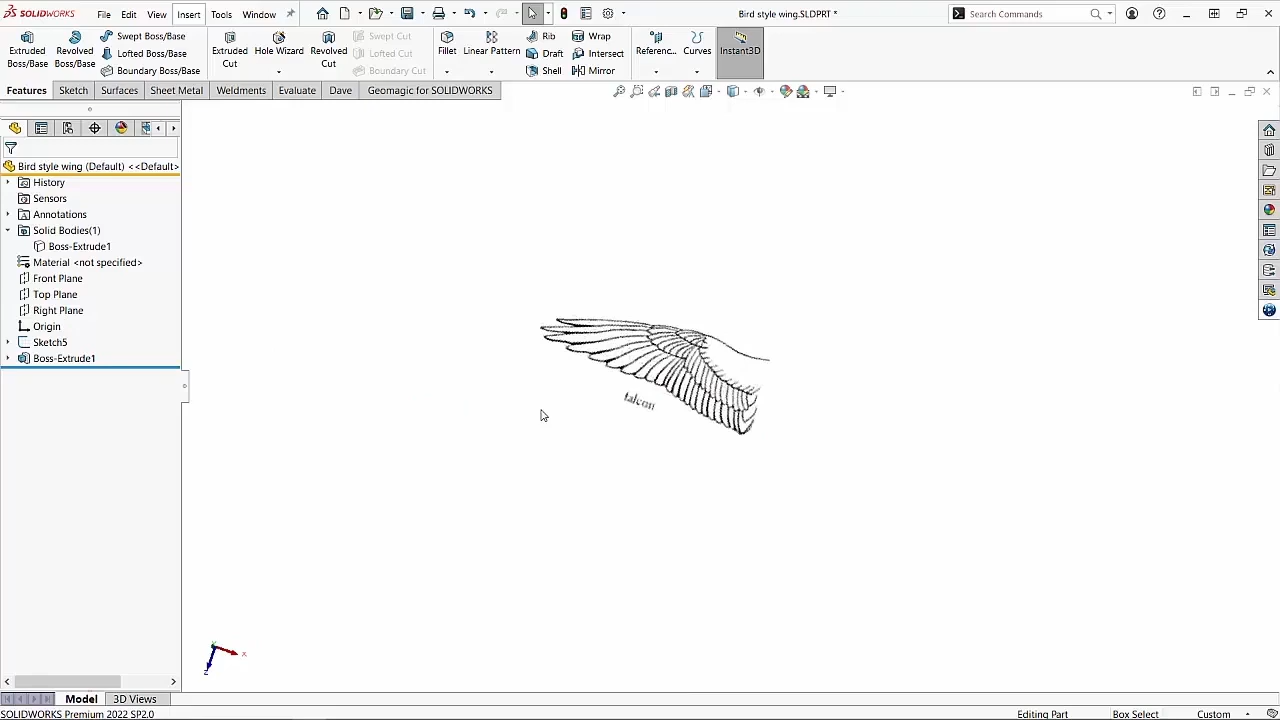 SOLIDWORKS File Edit View Insert Tools Window Bird style wing.SLDPRT * Search Commands
Extruded Boss/Base
Revolved Boss/Base
Swept Boss/Base
Lofted Boss/Base
Boundary Boss/Base
Extruded Cut
Hole Wizard
Revolved Cut
Swept Cut
Lofted Cut
Boundary Cut
Fillet
Linear Pattern
Rib
Draft
Shell
Wrap
Intersect
Mirror
Referenc...
Curves
Instant3D
Features Sketch Surfaces Sheet Metal Weldments Evaluate Dave Geomagic for SOLIDWORKS
Bird style wing (Default) <<Default>
History
Sensors
Annotations
Solid Bodies(1)
Boss-Extrude1
Material <not specified>
Front Plane
Top Plane
Right Plane
Origin
Sketch5
Boss-Extrude1
falcon
Y
X
Z
Model 3D Views
SOLIDWORKS Premium 2022 SP2.0 Editing Part Box Select Custom